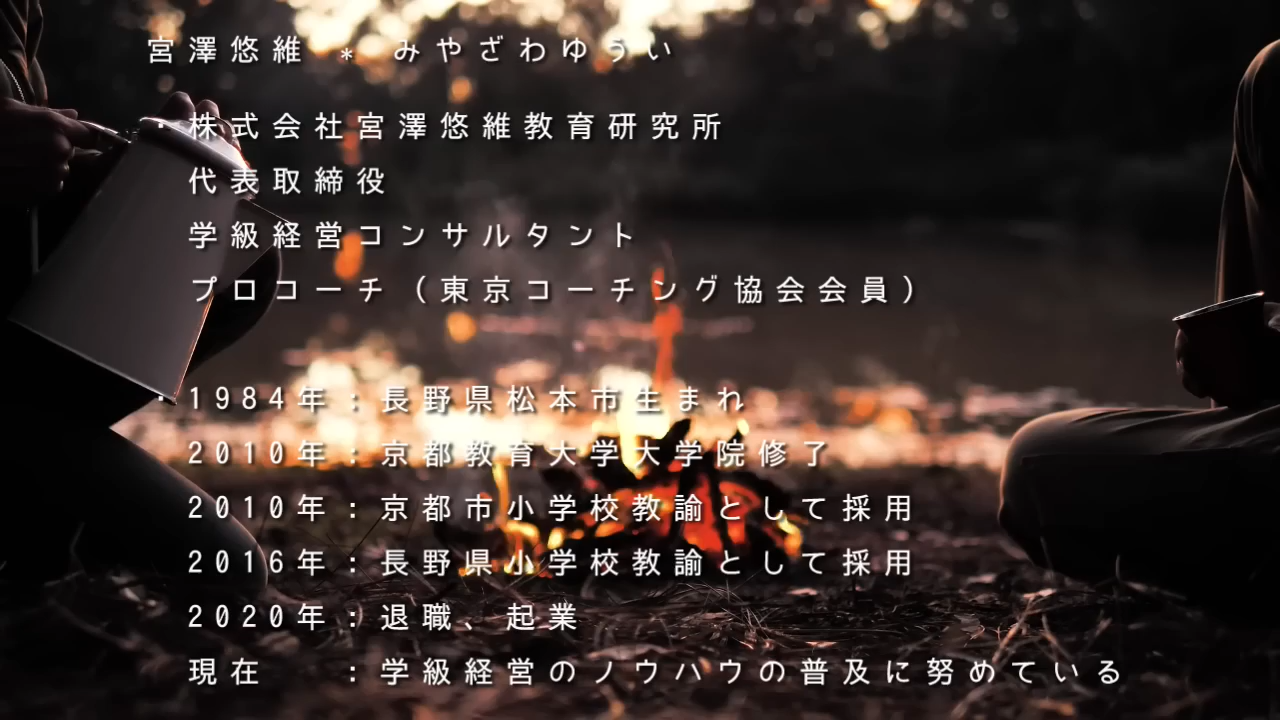 宮澤悠維 * みやざわゆうい
・株式会社宮澤悠維教育研究所
代表取締役
学級経営コンサルタント
プロコーチ（東京コーチング協会会員）
・1984年：長野県松本市生まれ
2010年：京都教育大学大学院修了
2010年：京都市小学校教諭として採用
2016年：長野県小学校教諭として採用
2020年：退職、起業
現在　：学級経営のノウハウの普及に努めている